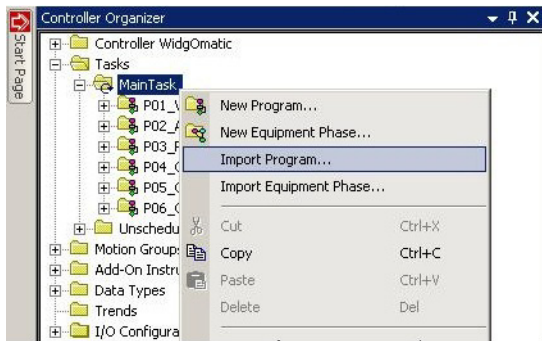 Controller Organizer
Start Page
Controller WidgOmatic
Tasks
MainTask
P01_
P02_
P03_
P04_
P05_
P06_
Unschedu
Motion Group
Add-On Instru
Data Types
Trends
I/O Configura
New Program...
New Equipment Phase...
Import Program...
Import Equipment Phase...
Cut Ctrl+X
Copy Ctrl+C
Paste Ctrl+V
Delete Del